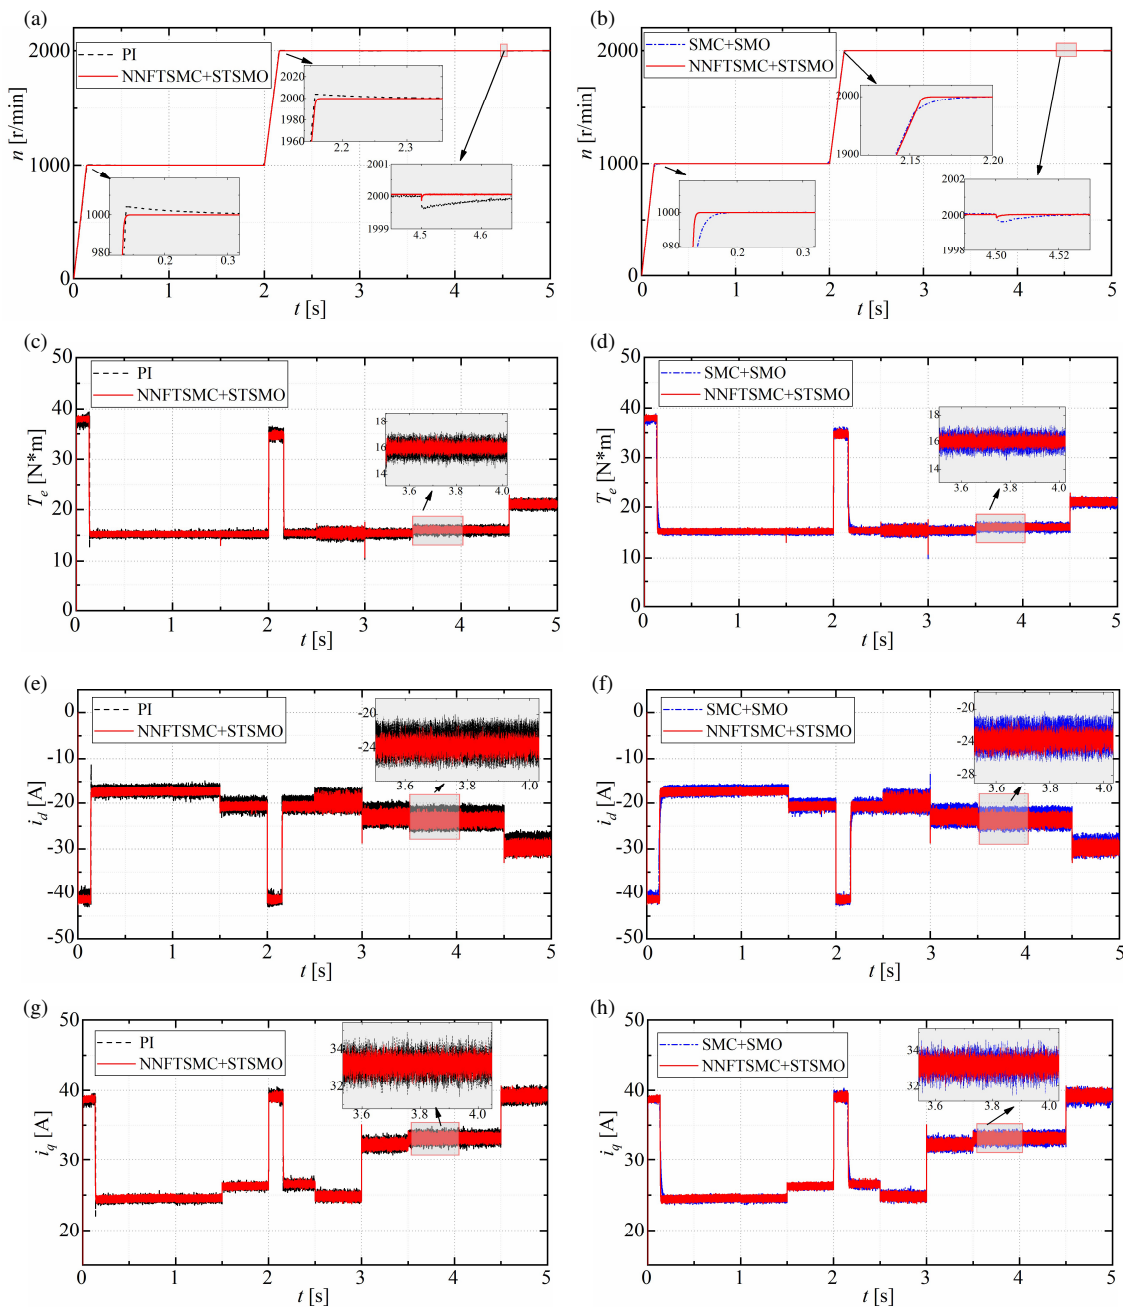 (a)
(b)
2000
1000
0
n [r/min]
PI
NNFTSMC+STSMO
2020
2000
1980
1960
2.2
2.3
2001
2000
1999
4.5
4.6
1000
980
0.2
0.3
0 1 2 3 4 5
t [s]
2000
1000
0
n [r/min]
SMC+SMO
NNFTSMC+STSMO
2000
1900
2.15
2.20
2002
2000
1998
4.50
4.52
1000
980
0.2
0.3
0 1 2 3 4 5
t [s]
(c)
(d)
50
40
30
20
10
0
Te [N*m]
PI
NNFTSMC+STSMO
18
16
14
3.6 3.8 4.0
0 1 2 3 4 5
t [s]
50
40
30
20
10
0
Te [N*m]
SMC+SMO
NNFTSMC+STSMO
18
16
14
3.6 3.8 4.0
0 1 2 3 4 5
t [s]
(e)
(f)
0
-10
-20
-30
-40
-50
id [A]
PI
NNFTSMC+STSMO
-20
-24
3.6 3.8 4.0
0 1 2 3 4 5
t [s]
0
-10
-20
-30
-40
-50
id [A]
SMC+SMO
NNFTSMC+STSMO
-20
-24
-28
3.6 3.8 4.0
0 1 2 3 4 5
t [s]
(g)
(h)
50
40
30
20
iq [A]
PI
NNFTSMC+STSMO
34
32
3.6 3.8 4.0
0 1 2 3 4 5
t [s]
50
40
30
20
iq [A]
SMC+SMO
NNFTSMC+STSMO
34
32
3.6 3.8 4.0
0 1 2 3 4 5
t [s]